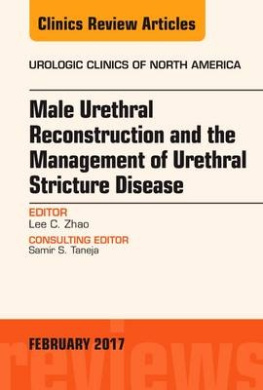 Clinics Review Articles
UROLOGIC CLINICS OF NORTH AMERICA
Male Urethral
Reconstruction and the
Management of Urethral
Stricture Disease
EDITOR
Lee C. Zhao
CONSULTING EDITOR
Samir S. Taneja
FEBRUARY 2017
reviews